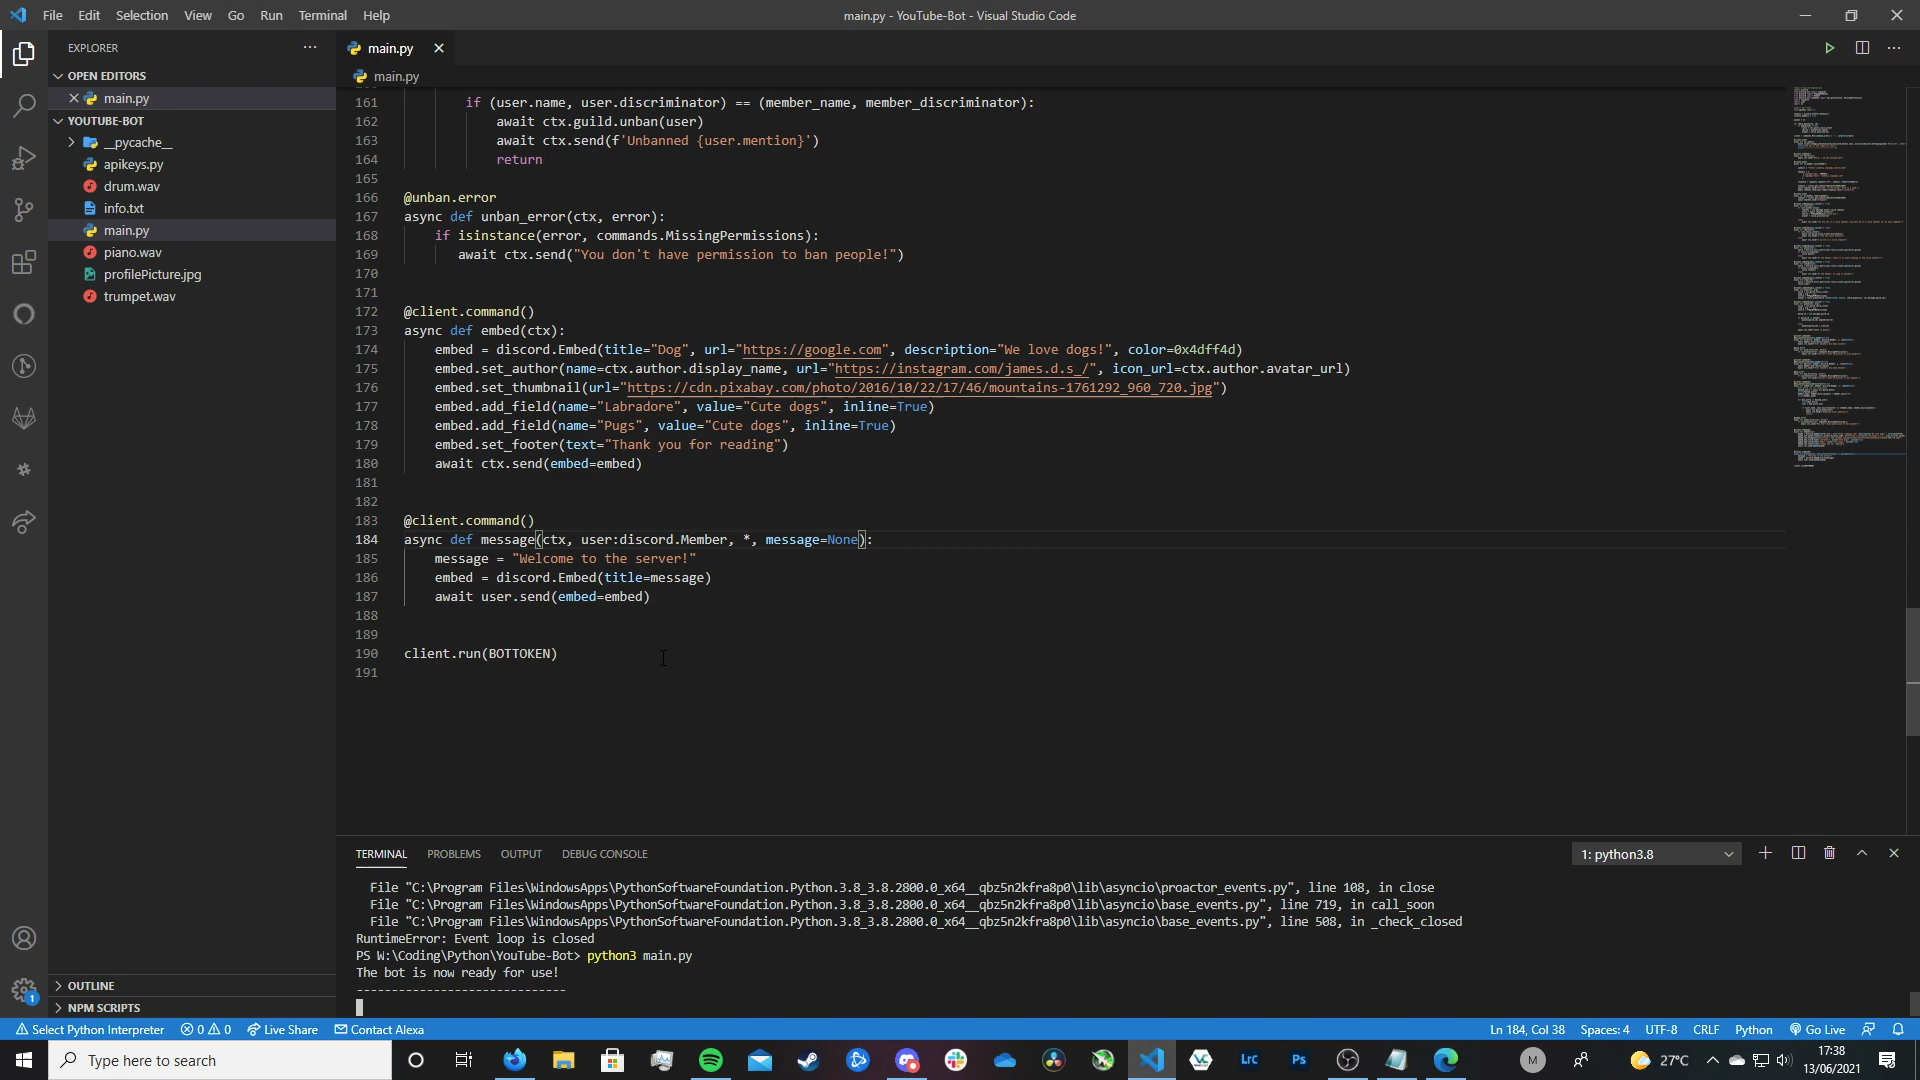 File Edit Selection View Go Run Terminal Help
main.py - YouTube-Bot - Visual Studio Code
EXPLORER
OPEN EDITORS
main.py
YOUTUBE-BOT
__pycache__
apikeys.py
drum.wav
info.txt
main.py
piano.wav
profilePicture.jpg
trumpet.wav
OUTLINE
NPM SCRIPTS
main.py
main.py
161 if (user.name, user.discriminator) == (member_name, member_discriminator):
162 await ctx.guild.unban(user)
163 await ctx.send(f'Unbanned {user.mention}')
164 return
165
166 @unban.error
167 async def unban_error(ctx, error):
168 if isinstance(error, commands.MissingPermissions):
169 await ctx.send("You don't have permission to ban people!")
170
171
172 @client.command()
173 async def embed(ctx):
174 embed = discord.Embed(title="Dog", url="https://google.com", description="We love dogs!", color=0x4dff4d)
175 embed.set_author(name=ctx.author.display_name, url="https://instagram.com/james.d.s_/", icon_url=ctx.author.avatar_url)
176 embed.set_thumbnail(url="https://cdn.pixabay.com/photo/2016/10/22/17/46/mountains-1761292_960_720.jpg")
177 embed.add_field(name="Labradore", value="Cute dogs", inline=True)
178 embed.add_field(name="Pugs", value="Cute dogs", inline=True)
179 embed.set_footer(text="Thank you for reading")
180 await ctx.send(embed=embed)
181
182
183 @client.command()
184 async def message(ctx, user:discord.Member, *, message=None):
185 message = "Welcome to the server!"
186 embed = discord.Embed(title=message)
187 await user.send(embed=embed)
188
189
190 client.run(BOTTOKEN)
191
TERMINAL PROBLEMS OUTPUT DEBUG CONSOLE
1: python3.8
File "C:\Program Files\WindowsApps\PythonSoftwareFoundation.Python.3.8_3.8.2800.0_x64__qbz5n2kfra8p0\lib\asyncio\proactor_events.py", line 108, in close
File "C:\Program Files\WindowsApps\PythonSoftwareFoundation.Python.3.8_3.8.2800.0_x64__qbz5n2kfra8p0\lib\asyncio\base_events.py", line 719, in call_soon
File "C:\Program Files\WindowsApps\PythonSoftwareFoundation.Python.3.8_3.8.2800.0_x64__qbz5n2kfra8p0\lib\asyncio\base_events.py", line 508, in _check_closed
RuntimeError: Event loop is closed
PS W:\Coding\Python\YouTube-Bot> python3 main.py
The bot is now ready for use!
------------------------------
1
Select Python Interpreter 0 0 Live Share Contact Alexa
Ln 184, Col 38 Spaces: 4 UTF-8 CRLF Python Go Live
Type here to search
Lrc Ps
M
27°C
17:38
13/06/2021